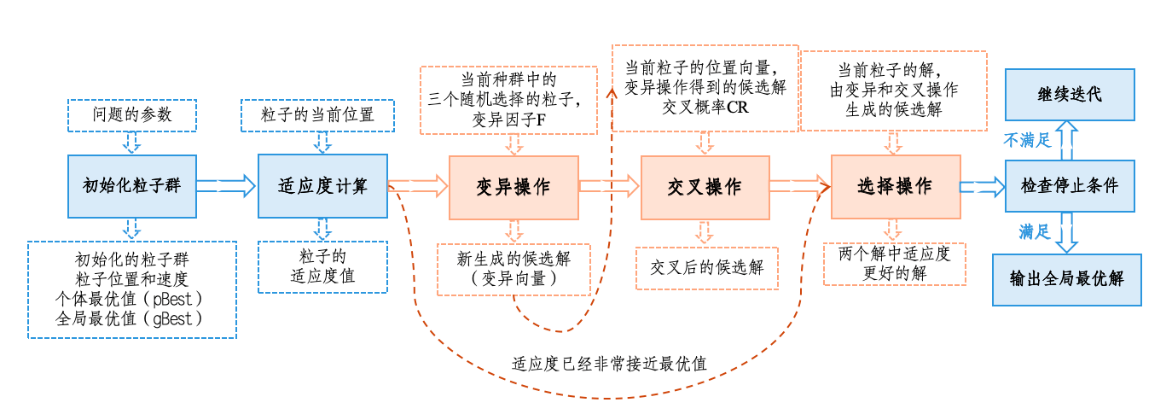 问题的参数
初始化粒子群
初始化的粒子群
粒子位置和速度
个体最优值（pBest）
全局最优值（gBest）
粒子的当前位置
适应度计算
粒子的
适应度值
当前种群中的
三个随机选择的粒子，
变异因子F
变异操作
新生成的候选解
（变异向量）
当前粒子的位置向量，
变异操作得到的候选解
交叉概率CR
交叉操作
交叉后的候选解
当前粒子的解，
由变异和交叉操作
生成的候选解
选择操作
两个解中适应度
更好的解
继续迭代
不满足
检查停止条件
满足
输出全局最优解
适应度已经非常接近最优值